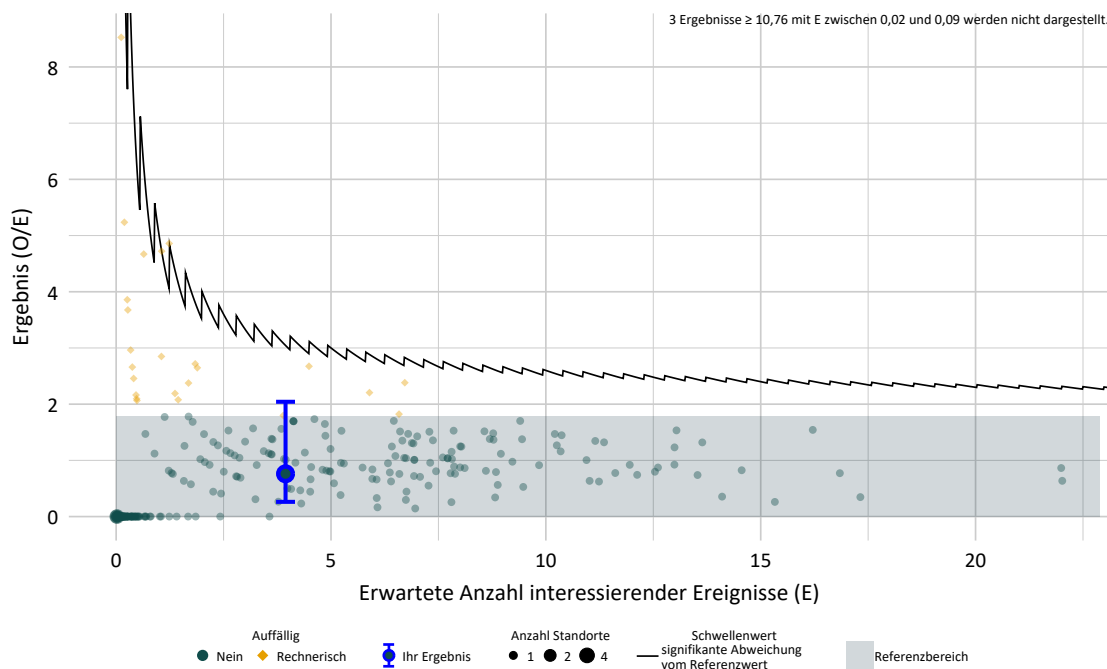 3 Ergebnisse ≥ 10,76 mit E zwischen 0,02 und 0,09 werden nicht dargestellt.
8
6
4
2
0
Ergebnis (O/E)
0 5 10 15 20
Erwartete Anzahl interessierender Ereignisse (E)
Auffällig
Nein Rechnerisch
Ihr Ergebnis
Anzahl Standorte
1 2 4
Schwellenwert
signifikante Abweichung
vom Referenzwert
Referenzbereich